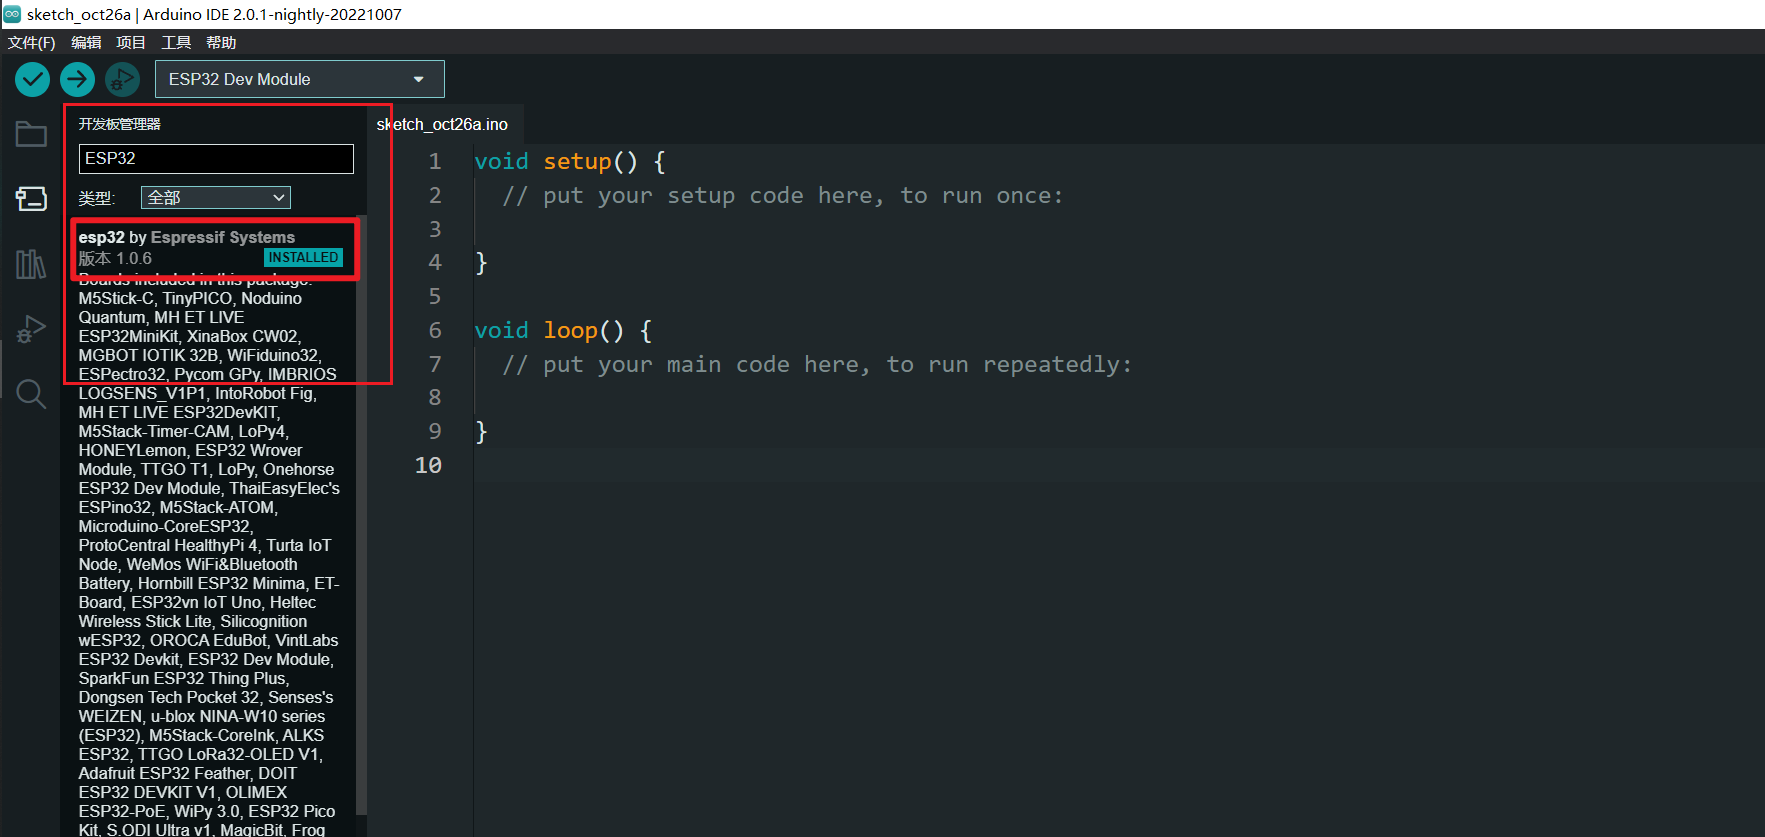 sketch_oct26a | Arduino IDE 2.0.1-nightly-20221007
文件(F) 编辑 项目 工具 帮助
ESP32 Dev Module
开发板管理器
ESP32
类型: 全部
esp32 by Espressif Systems
版本 1.0.6 INSTALLED
Boards included in this package:
M5Stick-C, TinyPICO, Noduino
Quantum, MH ET LIVE
ESP32MiniKit, XinaBox CW02,
MGBOT IOTIK 32B, WiFiduino32,
ESPectro32, Pycom GPy, IMBRIOS
LOGSENS_V1P1, IntoRobot Fig,
MH ET LIVE ESP32DevKIT,
M5Stack-Timer-CAM, LoPy4,
HONEYLemon, ESP32 Wrover
Module, TTGO T1, LoPy, Onehorse
ESP32 Dev Module, ThaiEasyElec's
ESPino32, M5Stack-ATOM,
Microduino-CoreESP32,
ProtoCentral HealthyPi 4, Turta IoT
Node, WeMos WiFi&Bluetooth
Battery, Hornbill ESP32 Minima, ET-
Board, ESP32vn IoT Uno, Heltec
Wireless Stick Lite, Silicognition
wESP32, OROCA EduBot, VintLabs
ESP32 Devkit, ESP32 Dev Module,
SparkFun ESP32 Thing Plus,
Dongsen Tech Pocket 32, Senses's
WEIZEN, u-blox NINA-W10 series
(ESP32), M5Stack-CoreInk, ALKS
ESP32, TTGO LoRa32-OLED V1,
Adafruit ESP32 Feather, DOIT
ESP32 DEVKIT V1, OLIMEX
ESP32-PoE, WiPy 3.0, ESP32 Pico
Kit, S.ODI Ultra v1, MagicBit, Frog
sketch_oct26a.ino
1 void setup() {
2 // put your setup code here, to run once:
3
4 }
5
6 void loop() {
7 // put your main code here, to run repeatedly:
8
9 }
10